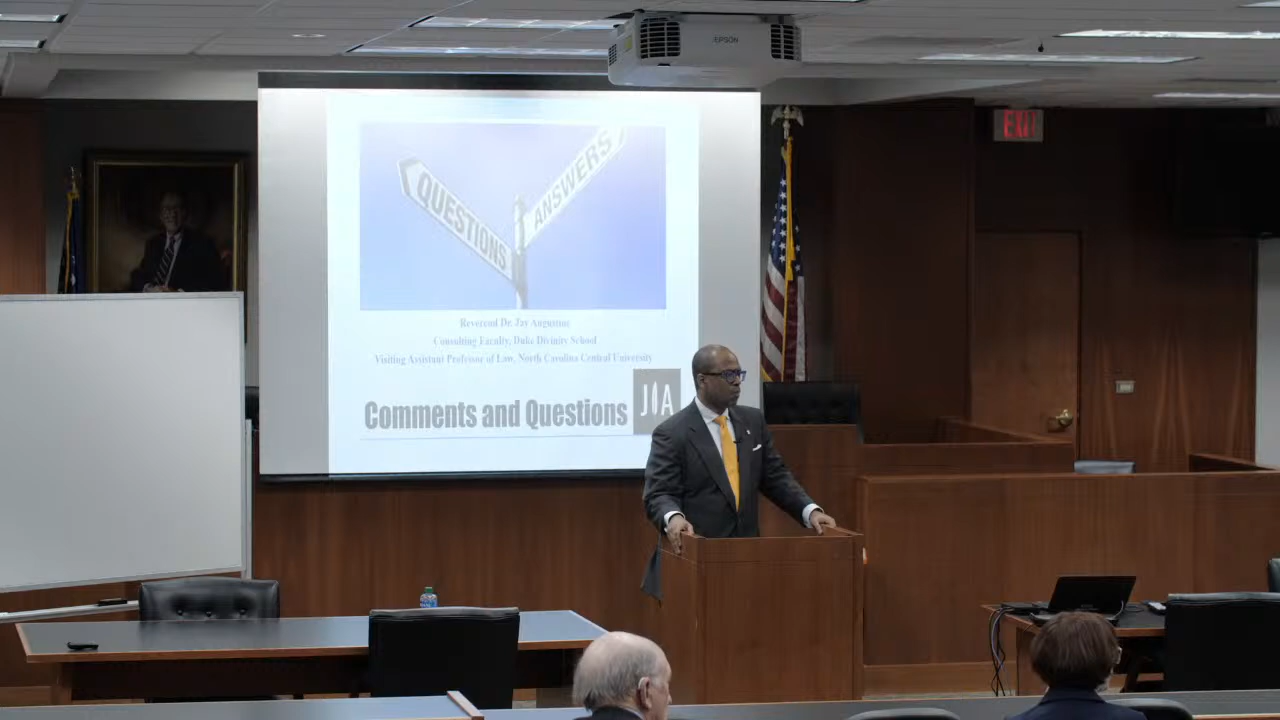 EPSON
EXIT
QUESTIONS
ANSWERS
Reverend Dr. Jay Augustine
Consulting Faculty, Duke Divinity School
Visiting Assistant Professor of Law, North Carolina Central University
Comments and Questions
JA